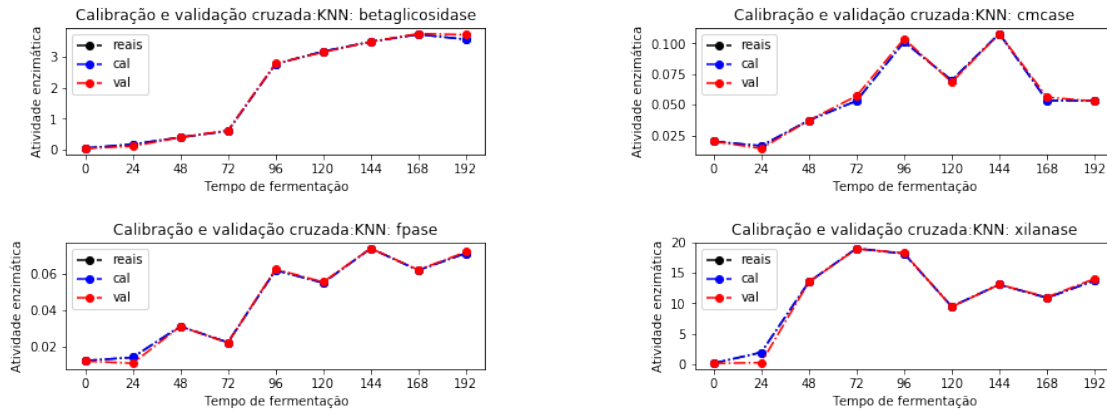 Calibração e validação cruzada:KNN: betaglicosidase
Atividade enzimática
3
2
1
0
reais
cal
val
0 24 48 72 96 120 144 168 192
Tempo de fermentação
Calibração e validação cruzada:KNN: cmcase
Atividade enzimática
0.100
0.075
0.050
0.025
reais
cal
val
0 24 48 72 96 120 144 168 192
Tempo de fermentação
Calibração e validação cruzada:KNN: fpase
Atividade enzimática
0.06
0.04
0.02
reais
cal
val
0 24 48 72 96 120 144 168 192
Tempo de fermentação
Calibração e validação cruzada:KNN: xilanase
Atividade enzimática
20
15
10
5
0
reais
cal
val
0 24 48 72 96 120 144 168 192
Tempo de fermentação